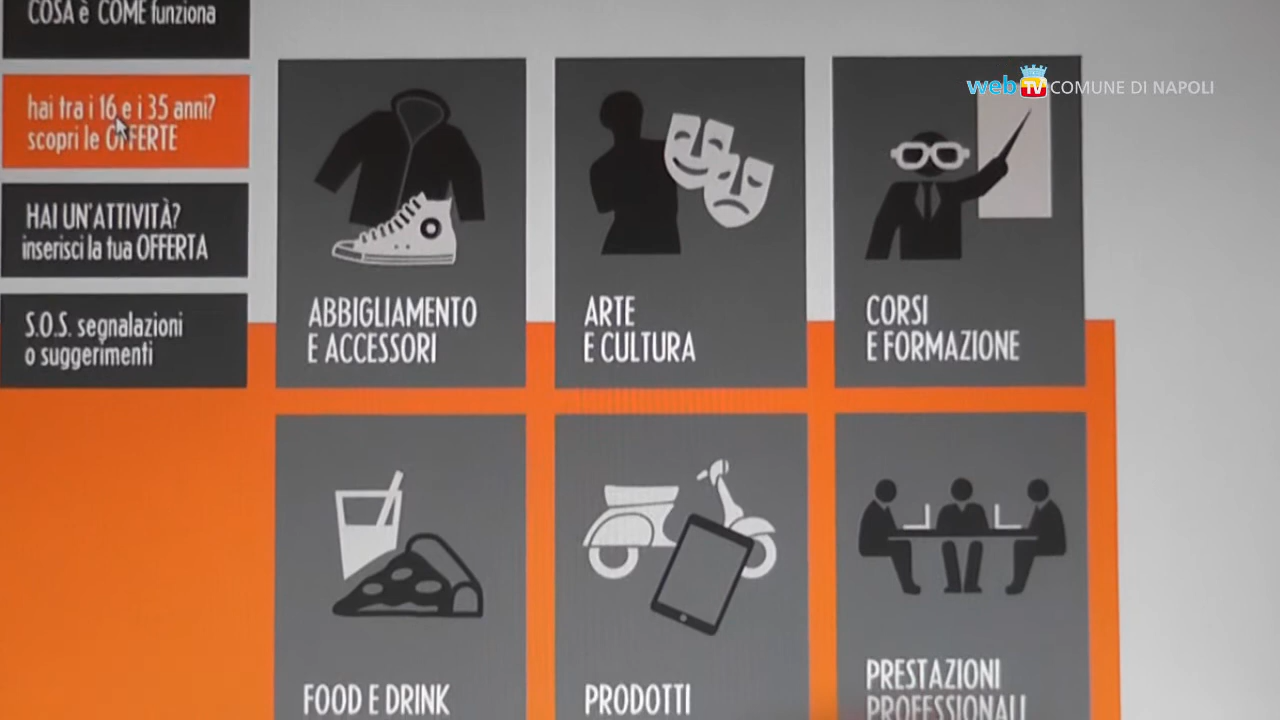 COSA è COME funziona
hai tra i 16 e i 35 anni?
scopri le OFFERTE
HAI UN'ATTIVITÀ?
inserisci la tua OFFERTA
S.O.S. segnalazioni
o suggerimenti
web TV COMUNE DI NAPOLI
ABBIGLIAMENTO
E ACCESSORI
ARTE
E CULTURA
CORSI
E FORMAZIONE
FOOD E DRINK
PRODOTTI
PRESTAZIONI
PROFESSIONALI